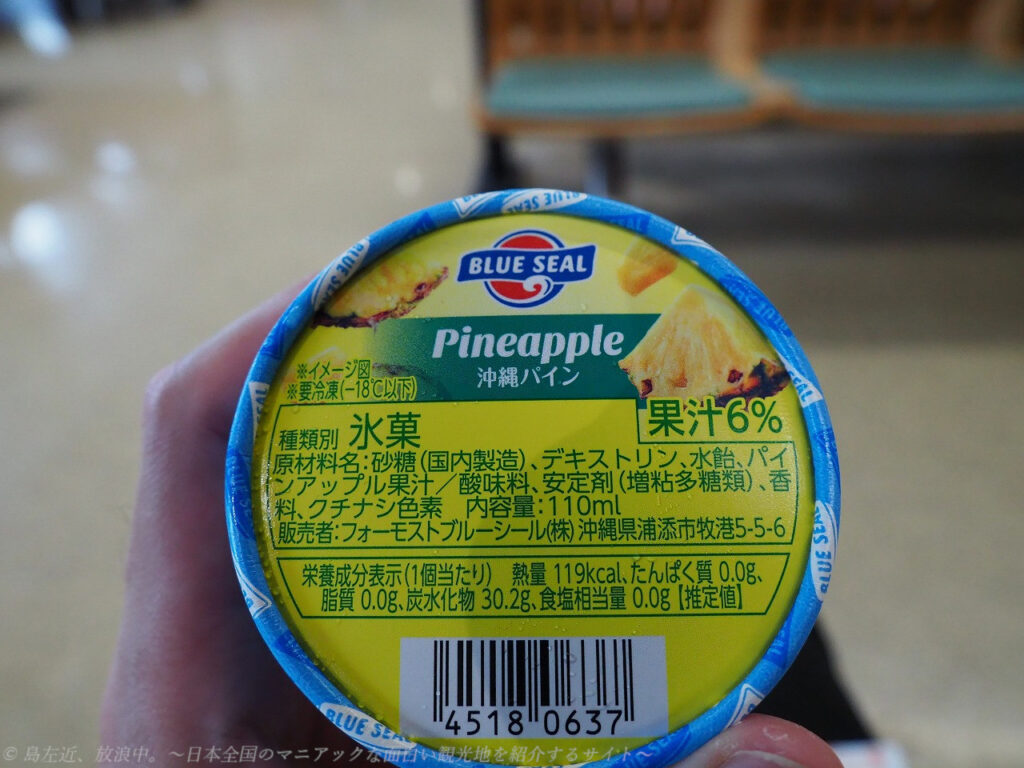 BLUE SEAL
Pineapple
沖縄パイン
※イメージ図
※要冷凍(−18℃以下)
果汁6%
種類別 氷菓
原材料名:砂糖(国内製造)、デキストリン、水飴、パイ
ンアップル果汁/酸味料、安定剤(増粘多糖類)、香
料、クチナシ色素 内容量:110ml
販売者:フォーモストブルーシール(株) 沖縄県浦添市牧港5-5-6
栄養成分表示(1個当たり) 熱量 119kcal、たんぱく質 0.0g、
脂質 0.0g、炭水化物 30.2g、食塩相当量 0.0g【推定値】
4518 0637
BLUE SEAL
BLUE SEAL
BLUE SEAL
BLUE SEAL
© 島左近、放浪中。 〜日本全国のマニアックな面白い観光地を紹介するサイト〜